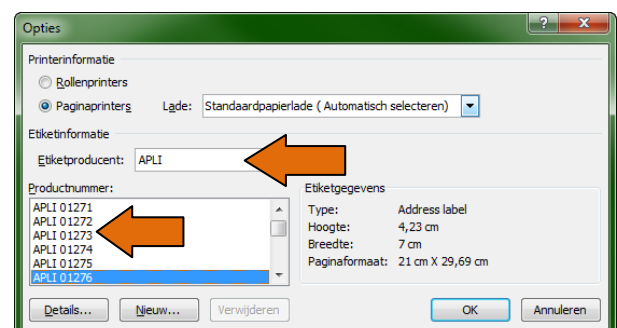 Opties
?
X
Printerinformatie
Rollenprinters
Paginaprinters Lade: Standaardpapierlade ( Automatisch selecteren)
Etiketinformatie
Etiketproducent: APLI
Productnummer:
APLI 01271
APLI 01272
APLI 01273
APLI 01274
APLI 01275
APLI 01276
Etiketgegevens
Type: Address label
Hoogte: 4,23 cm
Breedte: 7 cm
Paginaformaat: 21 cm X 29,69 cm
Details... Nieuw... Verwijderen OK Annuleren